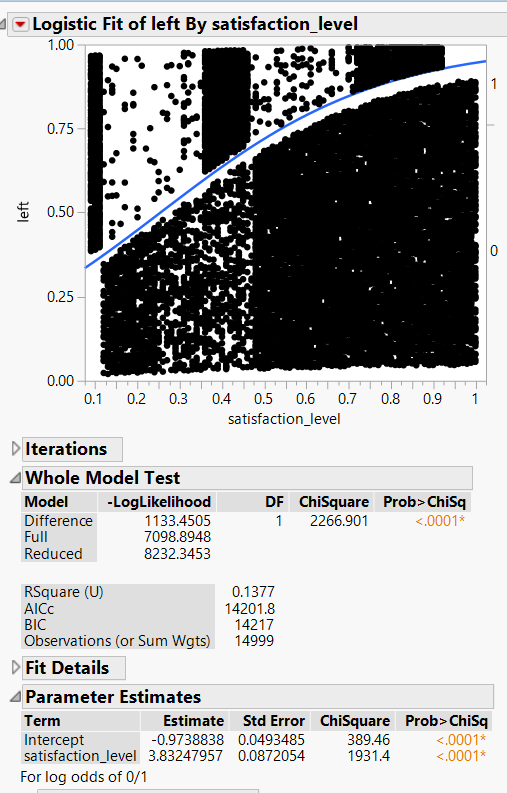 Logistic Fit of left By satisfaction_level
1.00
0.75
0.50
0.25
0.00
left
1
0
0.1 0.2 0.3 0.4 0.5 0.6 0.7 0.8 0.9 1
satisfaction_level
Iterations
Whole Model Test
Model -LogLikelihood DF ChiSquare Prob>ChiSq
Difference 1133.4505 1 2266.901 <.0001*
Full 7098.8948
Reduced 8232.3453
RSquare (U) 0.1377
AICc 14201.8
BIC 14217
Observations (or Sum Wgts) 14999
Fit Details
Parameter Estimates
Term Estimate Std Error ChiSquare Prob>ChiSq
Intercept -0.9738838 0.0493485 389.46 <.0001*
satisfaction_level 3.83247957 0.0872054 1931.4 <.0001*
For log odds of 0/1